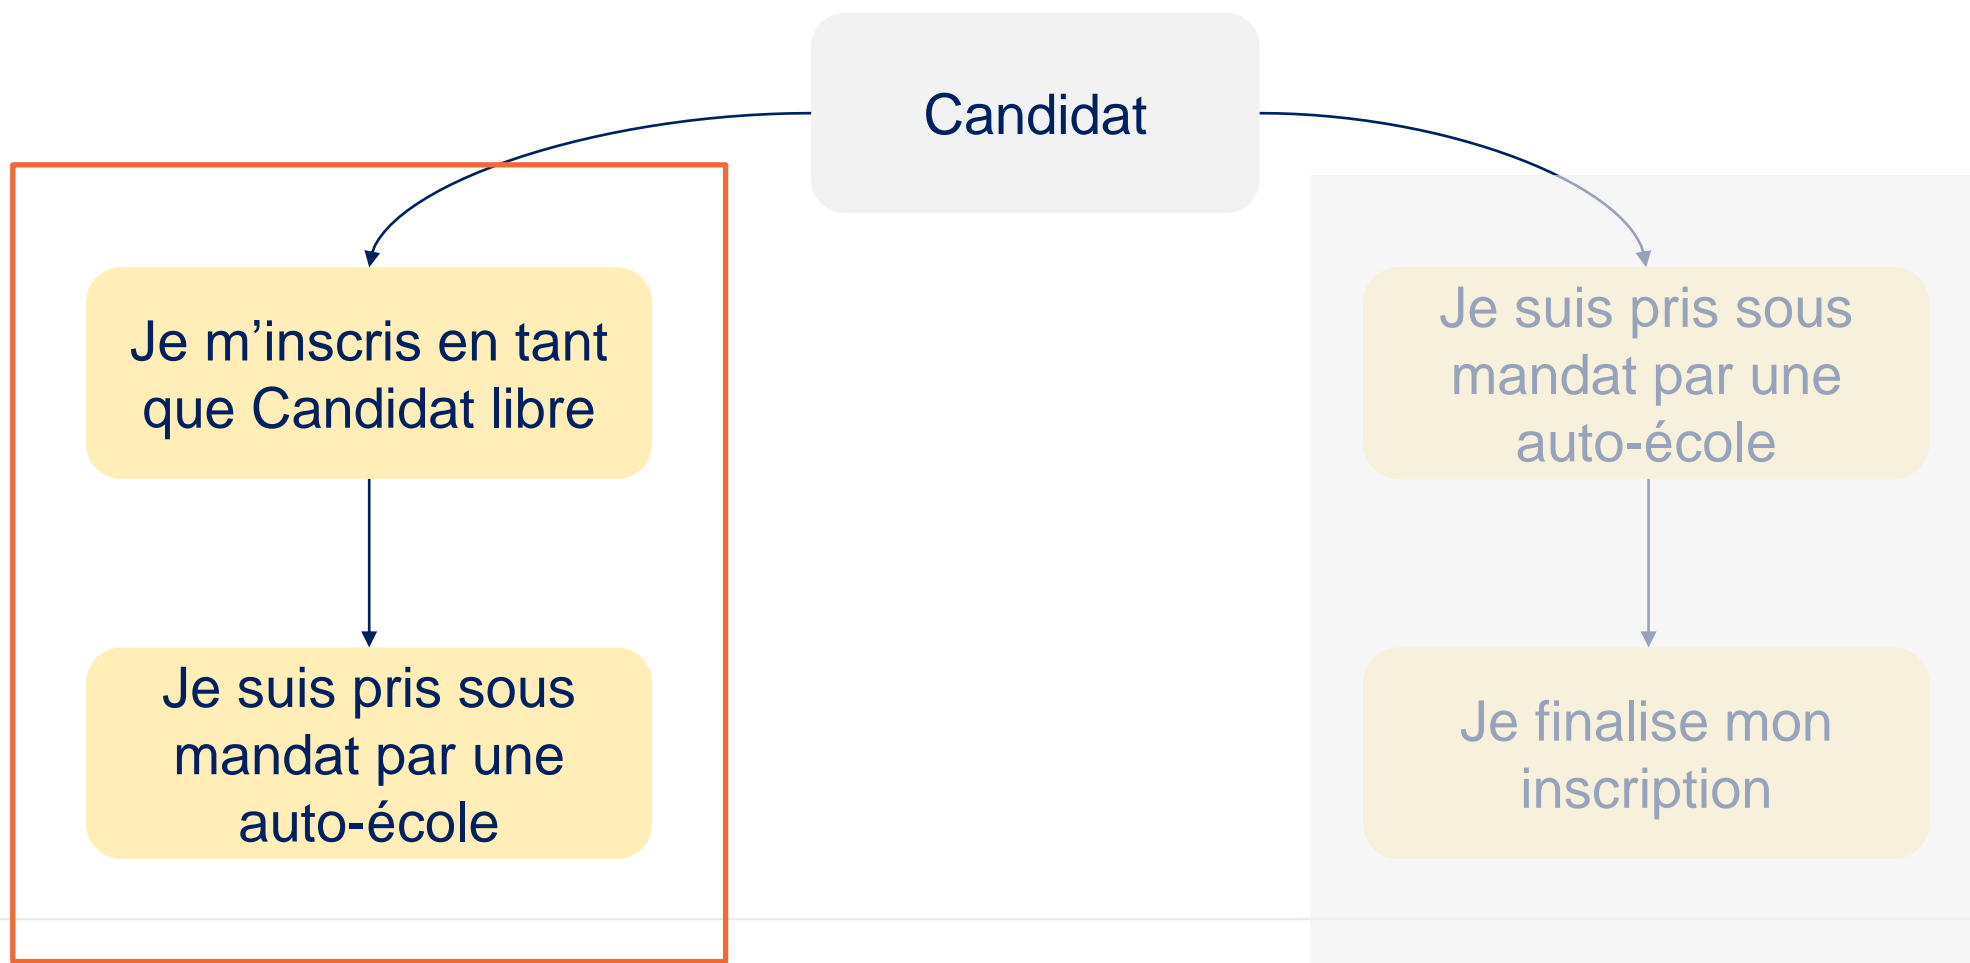 Candidat
Je m’inscris en tant
que Candidat libre
Je suis pris sous
mandat par une
auto-école
Je suis pris sous
mandat par une
auto-école
Je finalise mon
inscription